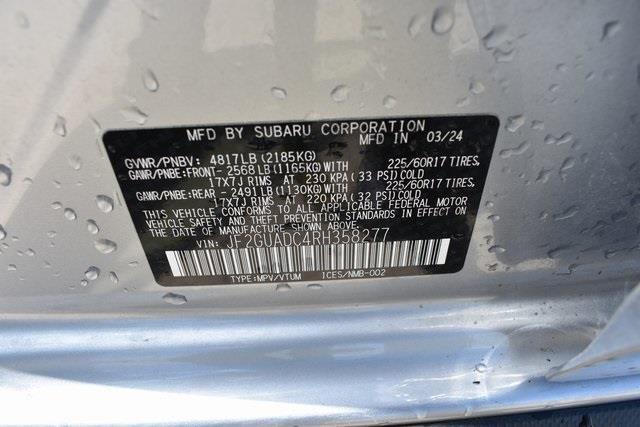 MFD BY SUBARU CORPORATION 03/24
GVWR/PNBV: 4817LB (2185KG)
GAWR/PNBE: FRONT- 2568LB (1165KG) WITH 225/60R17 TIRES,
17X7J RIMS AT 230 KPA (33 PSI) COLD
GAWR/PNBE: REAR - 2491LB (1130KG) WITH 225/60R17 TIRES,
17X7J RIMS AT 220 KPA (32 PSI) COLD
THIS VEHICLE CONFORMS TO ALL APPLICABLE FEDERAL MOTOR
VEHICLE SAFETY AND THEFT PREVENTION STANDARDS IN EFFECT ON
THE DATE OF MANUFACTURE SHOWN ABOVE.
VIN: JF2GUADC4RH358277
TYPE:MPV/VTUM ICES/NMB-002